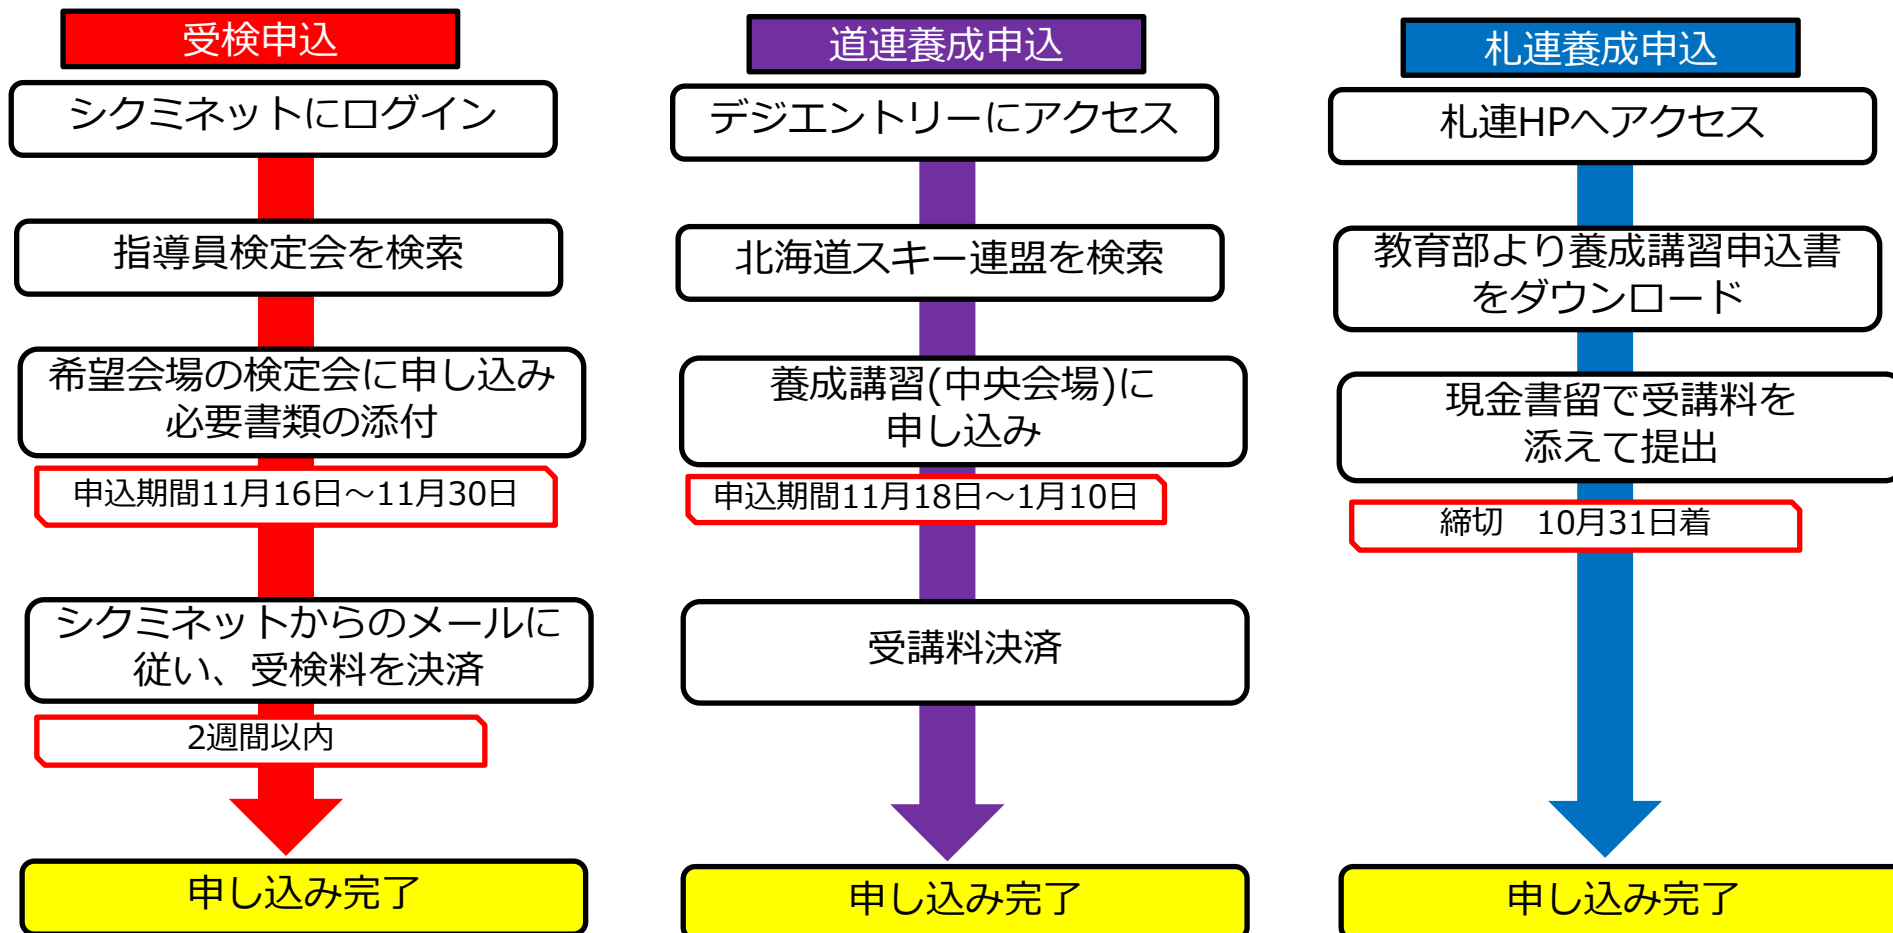 受検申込
シクミネットにログイン
指導員検定会を検索
希望会場の検定会に申し込み
必要書類の添付
申込期間11月16日～11月30日
シクミネットからのメールに
従い、受検料を決済
2週間以内
申し込み完了
道連養成申込
デジエントリーにアクセス
北海道スキー連盟を検索
養成講習(中央会場)に
申し込み
申込期間11月18日～1月10日
受講料決済
申し込み完了
札連養成申込
札連HPへアクセス
教育部より養成講習申込書
をダウンロード
現金書留で受講料を
添えて提出
締切　10月31日着
申し込み完了